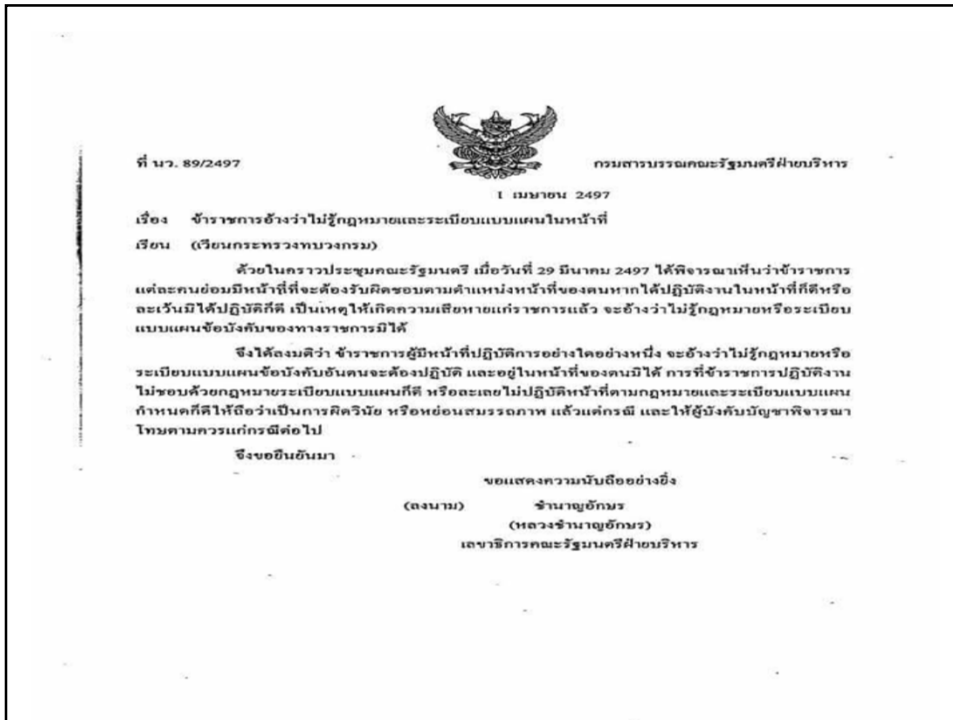 ที่ นว. 89/2497
กรมสารบรรณคณะรัฐมนตรีฝ่ายบริหาร
1 เมษายน 2497
เรื่อง ข้าราชการอ้างว่าไม่รู้กฎหมายและระเบียบแบบแผนในหน้าที่
เรียน (เวียนกระทรวงทบวงกรม)
ด้วยในคราวประชุมคณะรัฐมนตรี เมื่อวันที่ 29 มีนาคม 2497 ได้พิจารณาเห็นว่าข้าราชการ
แต่ละคนย่อมมีหน้าที่ที่จะต้องรับผิดชอบตามตำแหน่งหน้าที่ของตนหากได้ปฏิบัติงานในหน้าที่ก็ดีหรือ
ละเว้นมิได้ปฏิบัติก็ดี เป็นเหตุให้เกิดความเสียหายแก่ราชการแล้ว จะอ้างว่าไม่รู้กฎหมายหรือระเบียบ
แบบแผนข้อบังคับของทางราชการมิได้
จึงได้ลงมติว่า ข้าราชการผู้มีหน้าที่ปฏิบัติการอย่างใดอย่างหนึ่ง จะอ้างว่าไม่รู้กฎหมายหรือ
ระเบียบแบบแผนข้อบังคับอันตนจะต้องปฏิบัติ และอยู่ในหน้าที่ของตนมิได้ การที่ข้าราชการปฏิบัติงาน
ไม่ชอบด้วยกฎหมายระเบียบแบบแผนก็ดี หรือละเลยไม่ปฏิบัติหน้าที่ตามกฎหมายและระเบียบแบบแผน
กำหนดก็ดีให้ถือว่าเป็นการผิดวินัย หรือหย่อนสมรรถภาพ แล้วแต่กรณี และให้ผู้บังคับบัญชาพิจารณา
โทษตามควรแก่กรณีต่อไป
จึงขอยืนยันมา
ขอแสดงความนับถืออย่างยิ่ง
(ลงนาม) ชำนาญอักษร
(หลวงชำนาญอักษร)
เลขาธิการคณะรัฐมนตรีฝ่ายบริหาร